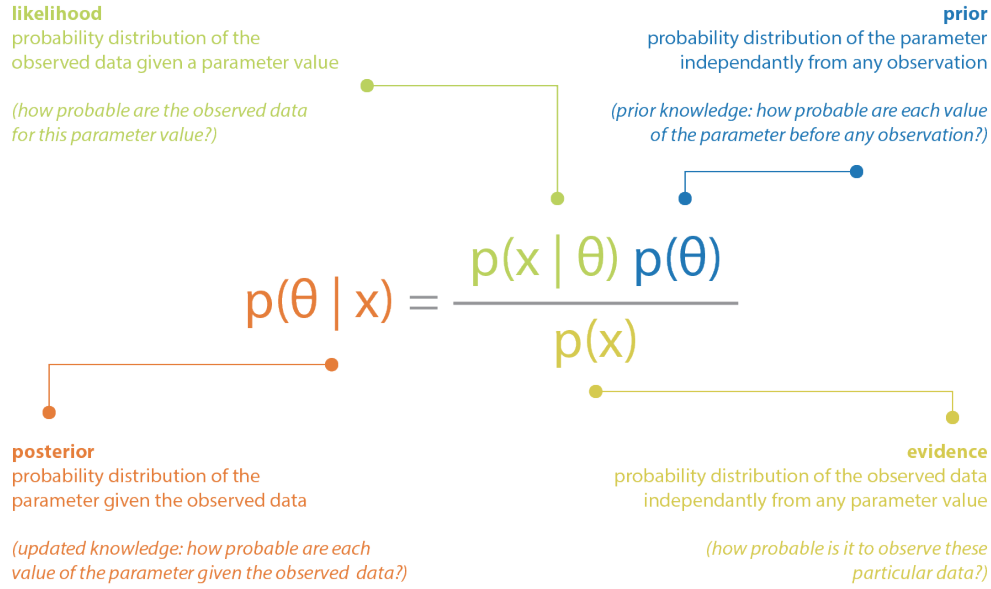 likelihood
probability distribution of the
observed data given a parameter value
(how probable are the observed data
for this parameter value?)
prior
probability distribution of the parameter
independantly from any observation
(prior knowledge: how probable are each value
of the parameter before any observation?)
p(θ | x) = p(x | θ) p(θ)
p(x)
posterior
probability distribution of the
parameter given the observed data
(updated knowledge: how probable are each
value of the parameter given the observed data?)
evidence
probability distribution of the observed data
independantly from any parameter value
(how probable is it to observe these
particular data?)